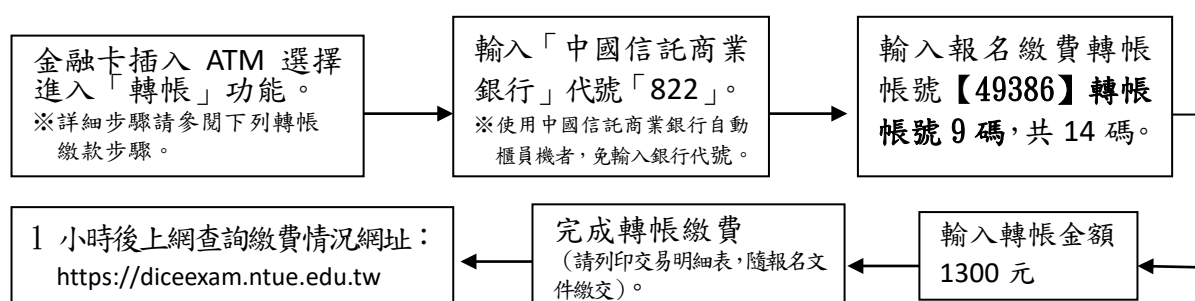 金融卡插入 ATM 選擇
進入「轉帳」功能。
※詳細步驟請參閱下列轉帳
繳款步驟。
輸入「中國信託商業
銀行」代號「822」。
※使用中國信託商業銀行自動
櫃員機者，免輸入銀行代號。
輸入報名繳費轉帳
帳號【49386】轉帳
帳號 9 碼，共 14 碼。
輸入轉帳金額
1300 元
完成轉帳繳費
（請列印交易明細表，隨報名文
件繳交）。
1 小時後上網查詢繳費情況網址：
https://diceexam.ntue.edu.tw